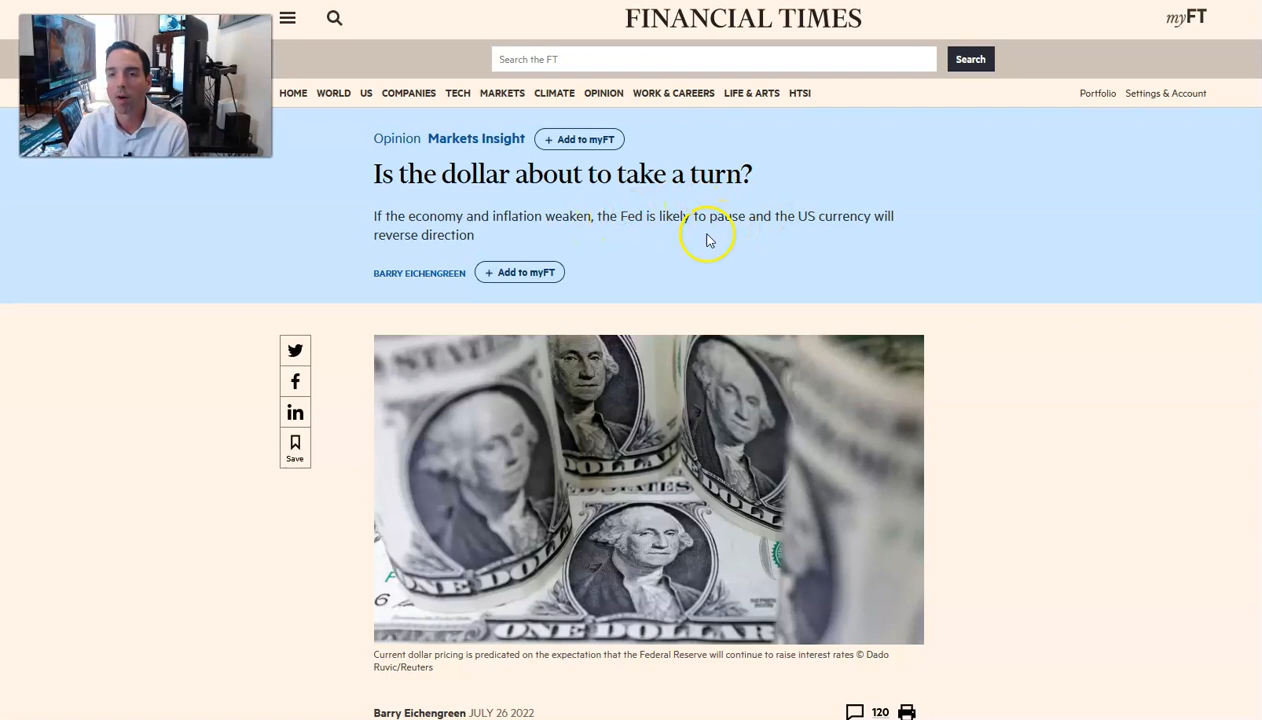 FINANCIAL TIMES
myFT
Search the FT
Search
HOME WORLD US COMPANIES TECH MARKETS CLIMATE OPINION WORK & CAREERS LIFE & ARTS HTSI
Portfolio Settings & Account
Opinion Markets Insight + Add to myFT
Is the dollar about to take a turn?
If the economy and inflation weaken, the Fed is likely to pause and the US currency will
reverse direction
BARRY EICHENGREEN + Add to myFT
Save
ONE DOLLAR
Current dollar pricing is predicated on the expectation that the Federal Reserve will continue to raise interest rates © Dado
Ruvic/Reuters
Barry Eichengreen JULY 26 2022
120